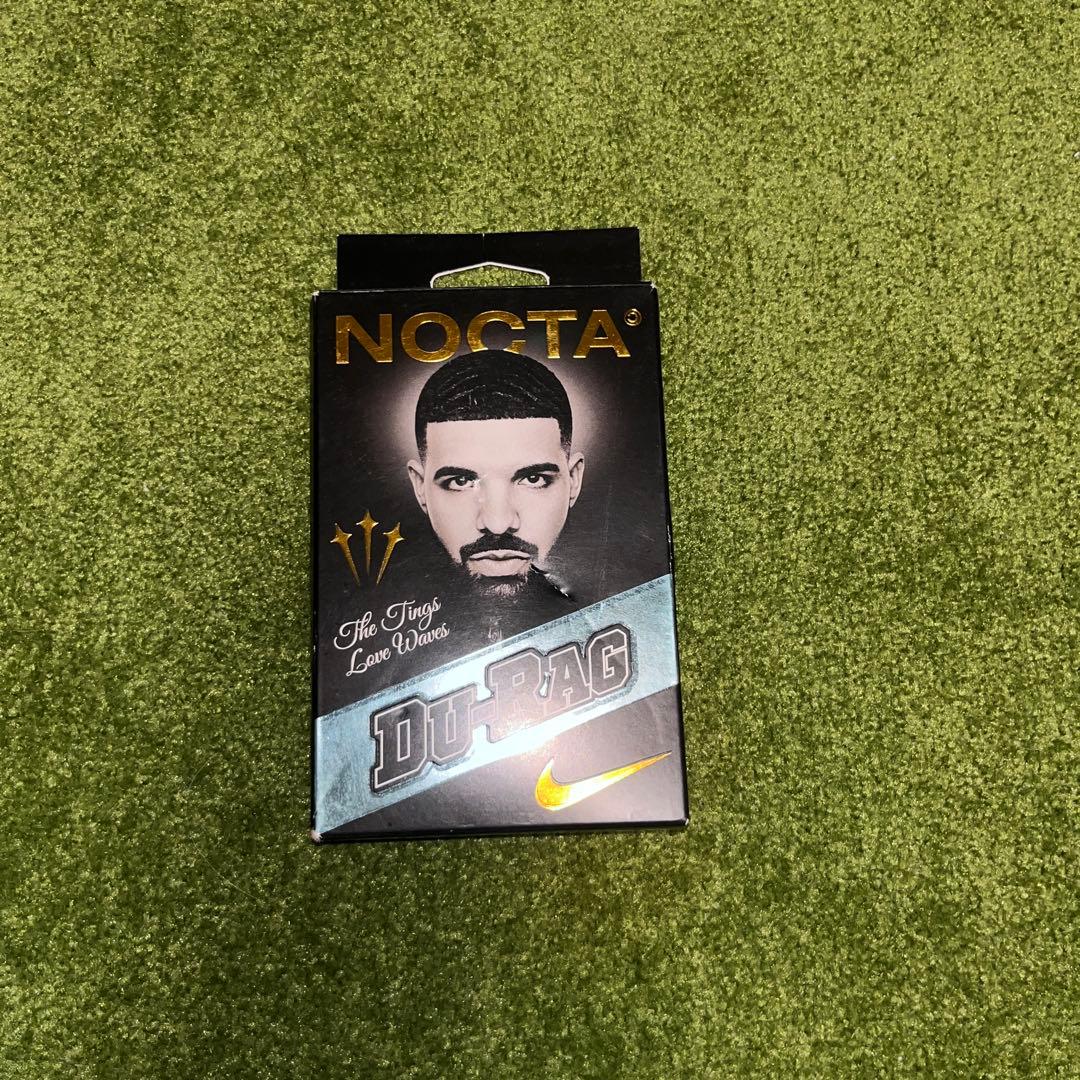 NOCTA
The Tings
Love Waves
DU-RAG